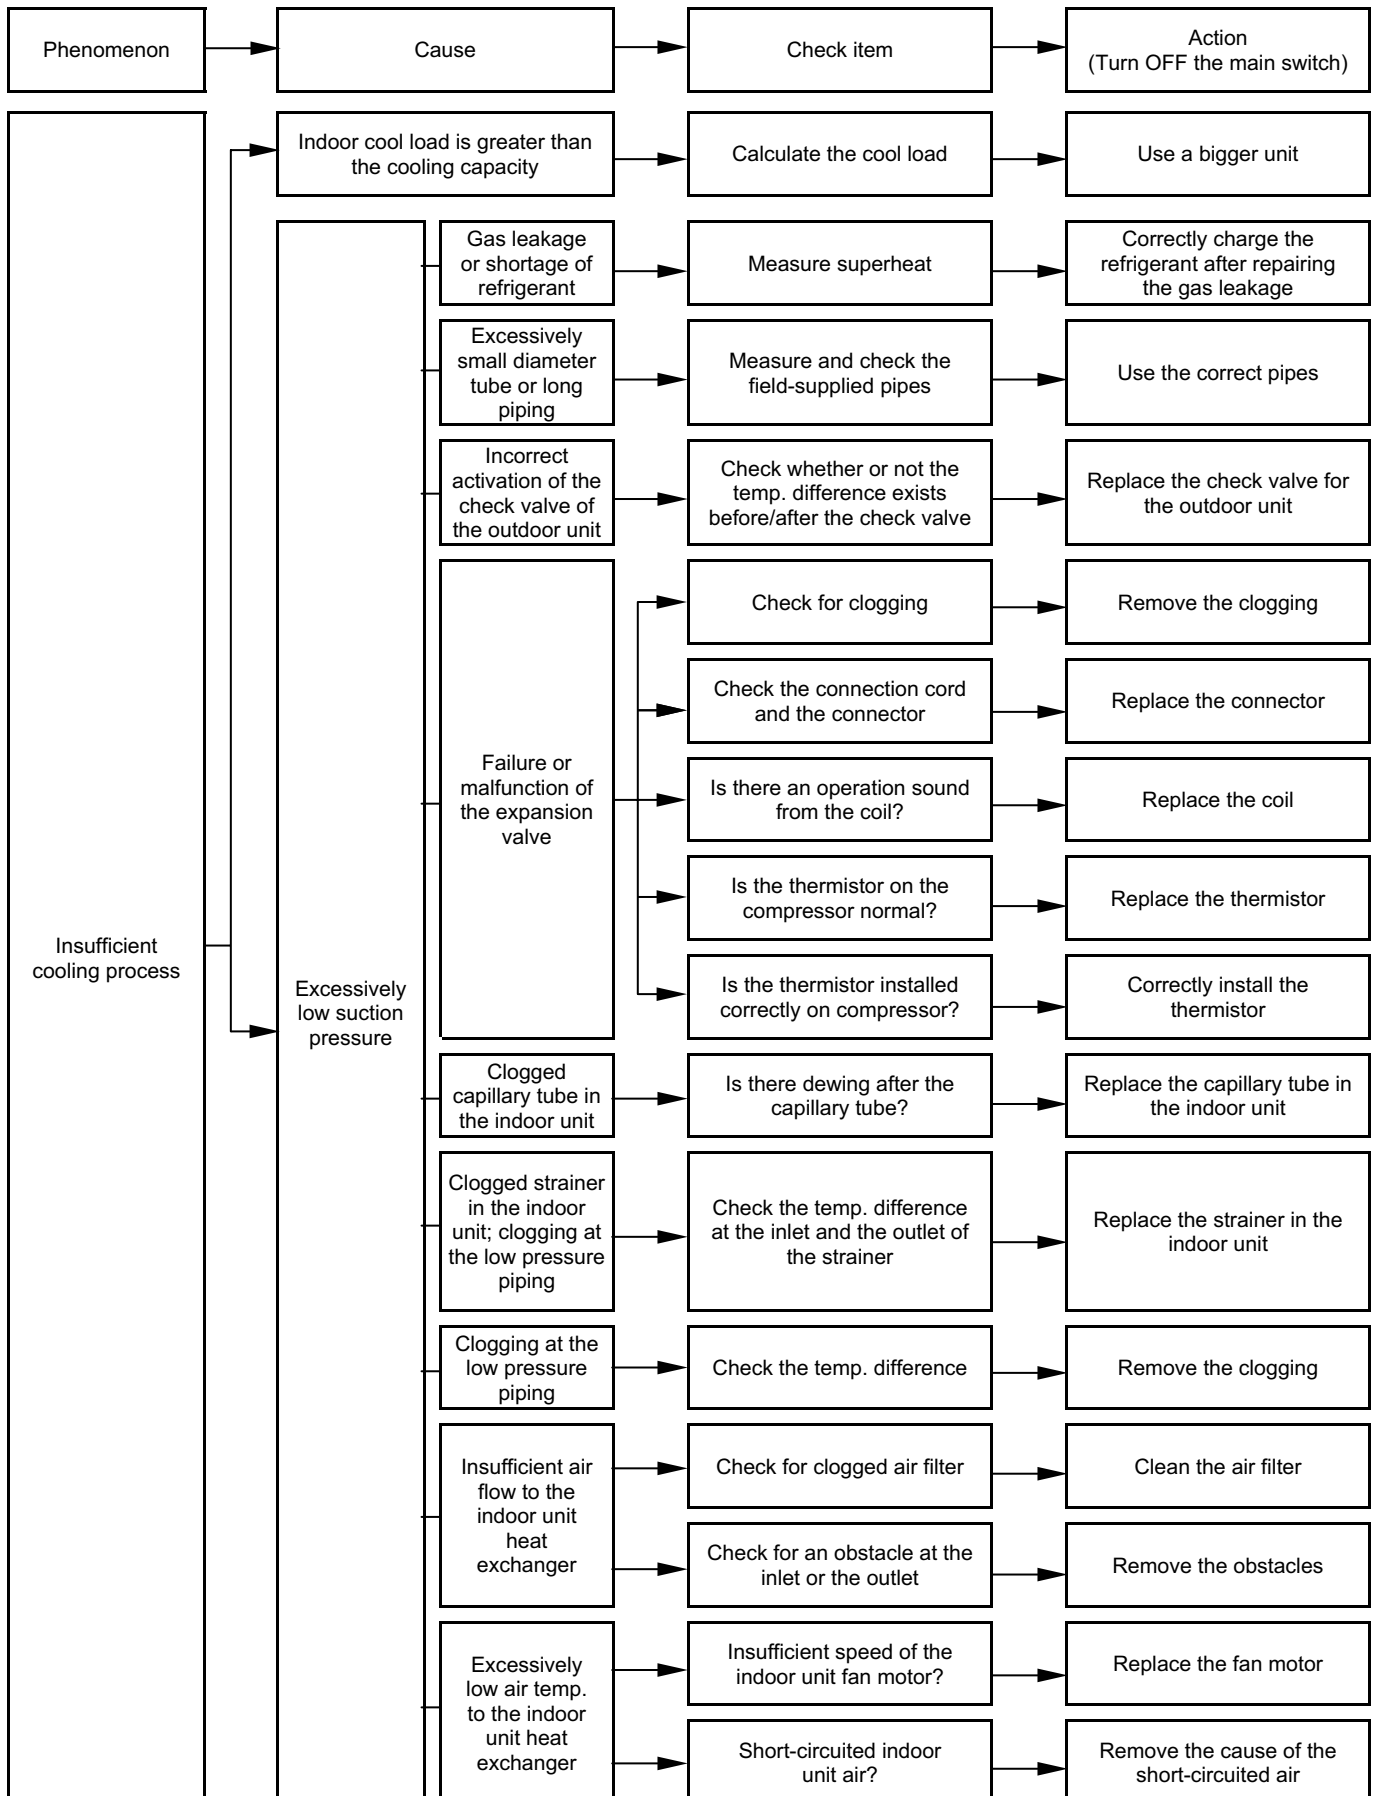 Phenomenon
Cause
Check item
Action
(Turn OFF the main switch)
Insufficient
cooling process
Indoor cool load is greater than
the cooling capacity
Calculate the cool load
Use a bigger unit
Excessively
low suction
pressure
Gas leakage
or shortage of
refrigerant
Measure superheat
Correctly charge the
refrigerant after repairing
the gas leakage
Excessively
small diameter
tube or long
piping
Measure and check the
field-supplied pipes
Use the correct pipes
Incorrect
activation of the
check valve of
the outdoor unit
Check whether or not the
temp. difference exists
before/after the check valve
Replace the check valve for
the outdoor unit
Failure or
malfunction of
the expansion
valve
Check for clogging
Remove the clogging
Check the connection cord
and the connector
Replace the connector
Is there an operation sound
from the coil?
Replace the coil
Is the thermistor on the
compressor normal?
Replace the thermistor
Is the thermistor installed
correctly on compressor?
Correctly install the
thermistor
Clogged
capillary tube in
the indoor unit
Is there dewing after the
capillary tube?
Replace the capillary tube in
the indoor unit
Clogged strainer
in the indoor
unit; clogging at
the low pressure
piping
Check the temp. difference
at the inlet and the outlet of
the strainer
Replace the strainer in the
indoor unit
Clogging at the
low pressure
piping
Check the temp. difference
Remove the clogging
Insufficient air
flow to the
indoor unit
heat
exchanger
Check for clogged air filter
Clean the air filter
Check for an obstacle at the
inlet or the outlet
Remove the obstacles
Excessively
low air temp.
to the indoor
unit heat
exchanger
Insufficient speed of the
indoor unit fan motor?
Replace the fan motor
Short-circuited indoor
unit air?
Remove the cause of the
short-circuited air